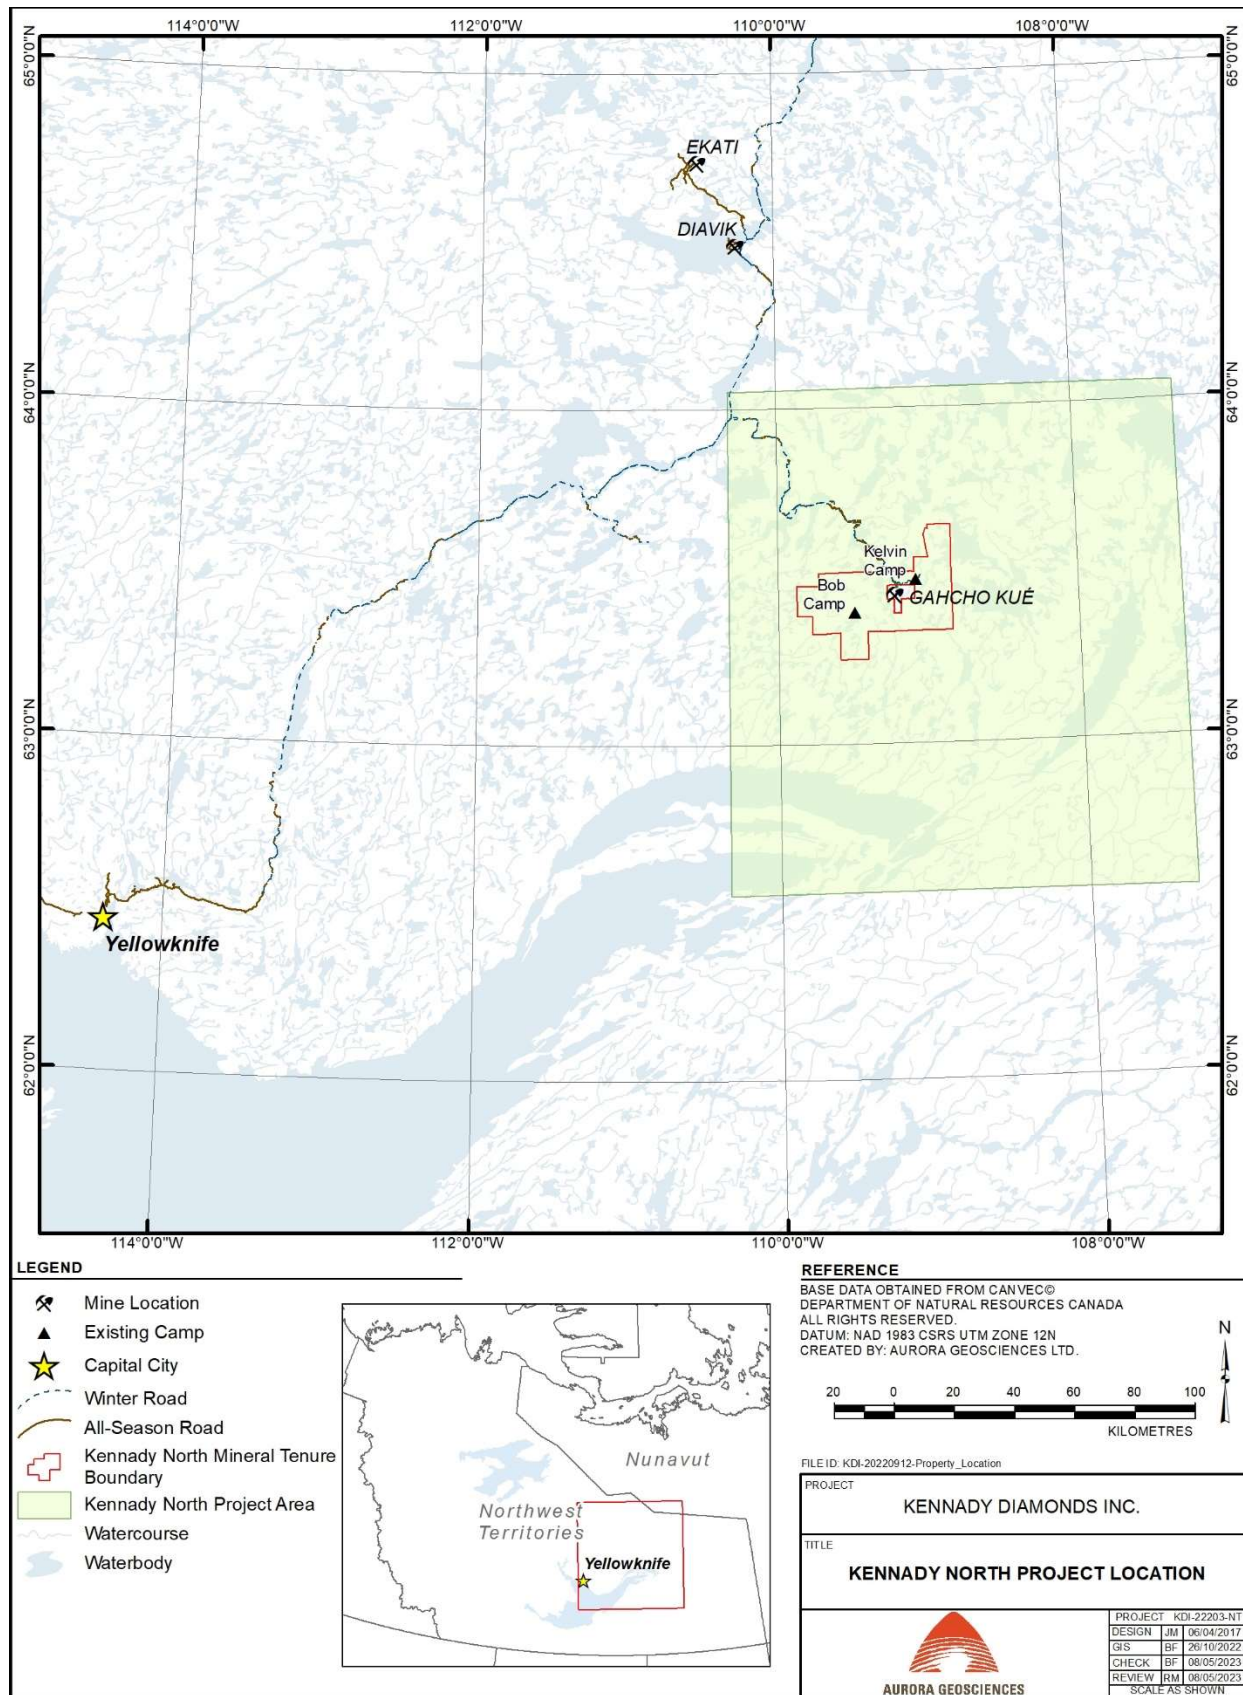 114°0'0"W
112°0'0"W
110°0'0"W
108°0'0"W
65°0'0"N
65°0'0"N
EKATI
DIAVIK
64°0'0"N
64°0'0"N
Kelvin
Camp
Bob
Camp
GAHCHO KUÉ
63°0'0"N
63°0'0"N
Yellowknife
62°0'0"N
62°0'0"N
114°0'0"W
112°0'0"W
110°0'0"W
108°0'0"W
LEGEND
Mine Location
Existing Camp
Capital City
Winter Road
All-Season Road
Kennady North Mineral Tenure
Boundary
Kennady North Project Area
Watercourse
Waterbody
Nunavut
Northwest
Territories
Yellowknife
REFERENCE
BASE DATA OBTAINED FROM CANVEC©
DEPARTMENT OF NATURAL RESOURCES CANADA
ALL RIGHTS RESERVED.
DATUM: NAD 1983 CSRS UTM ZONE 12N
CREATED BY: AURORA GEOSCIENCES LTD.
N
20 0 20 40 60 80 100
KILOMETRES
FILE ID: KDI-20220912-Property_Location
PROJECT
KENNADY DIAMONDS INC.
TITLE
KENNADY NORTH PROJECT LOCATION
AURORA GEOSCIENCES
PROJECT KDI-22203-NT
DESIGN JM 06/04/2017
GIS BF 26/10/2022
CHECK BF 08/05/2023
REVIEW RM 08/05/2023
SCALE AS SHOWN